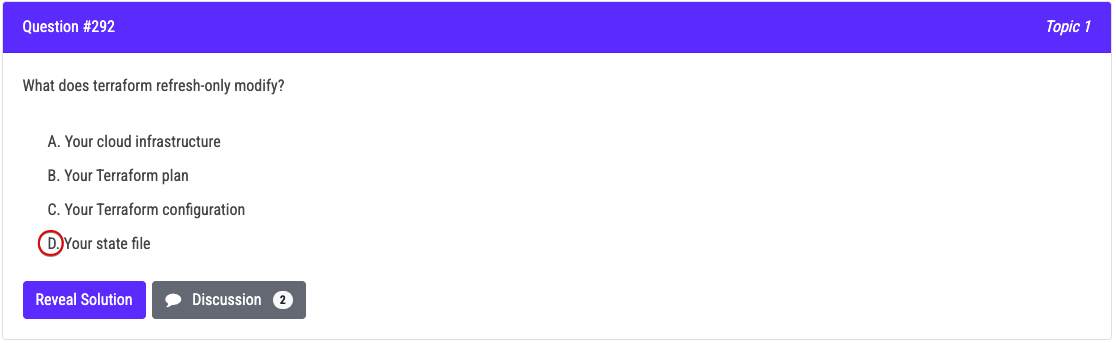 Question #292 Topic 1
What does terraform refresh-only modify?
A. Your cloud infrastructure
B. Your Terraform plan
C. Your Terraform configuration
D. Your state file
Reveal Solution Discussion 2